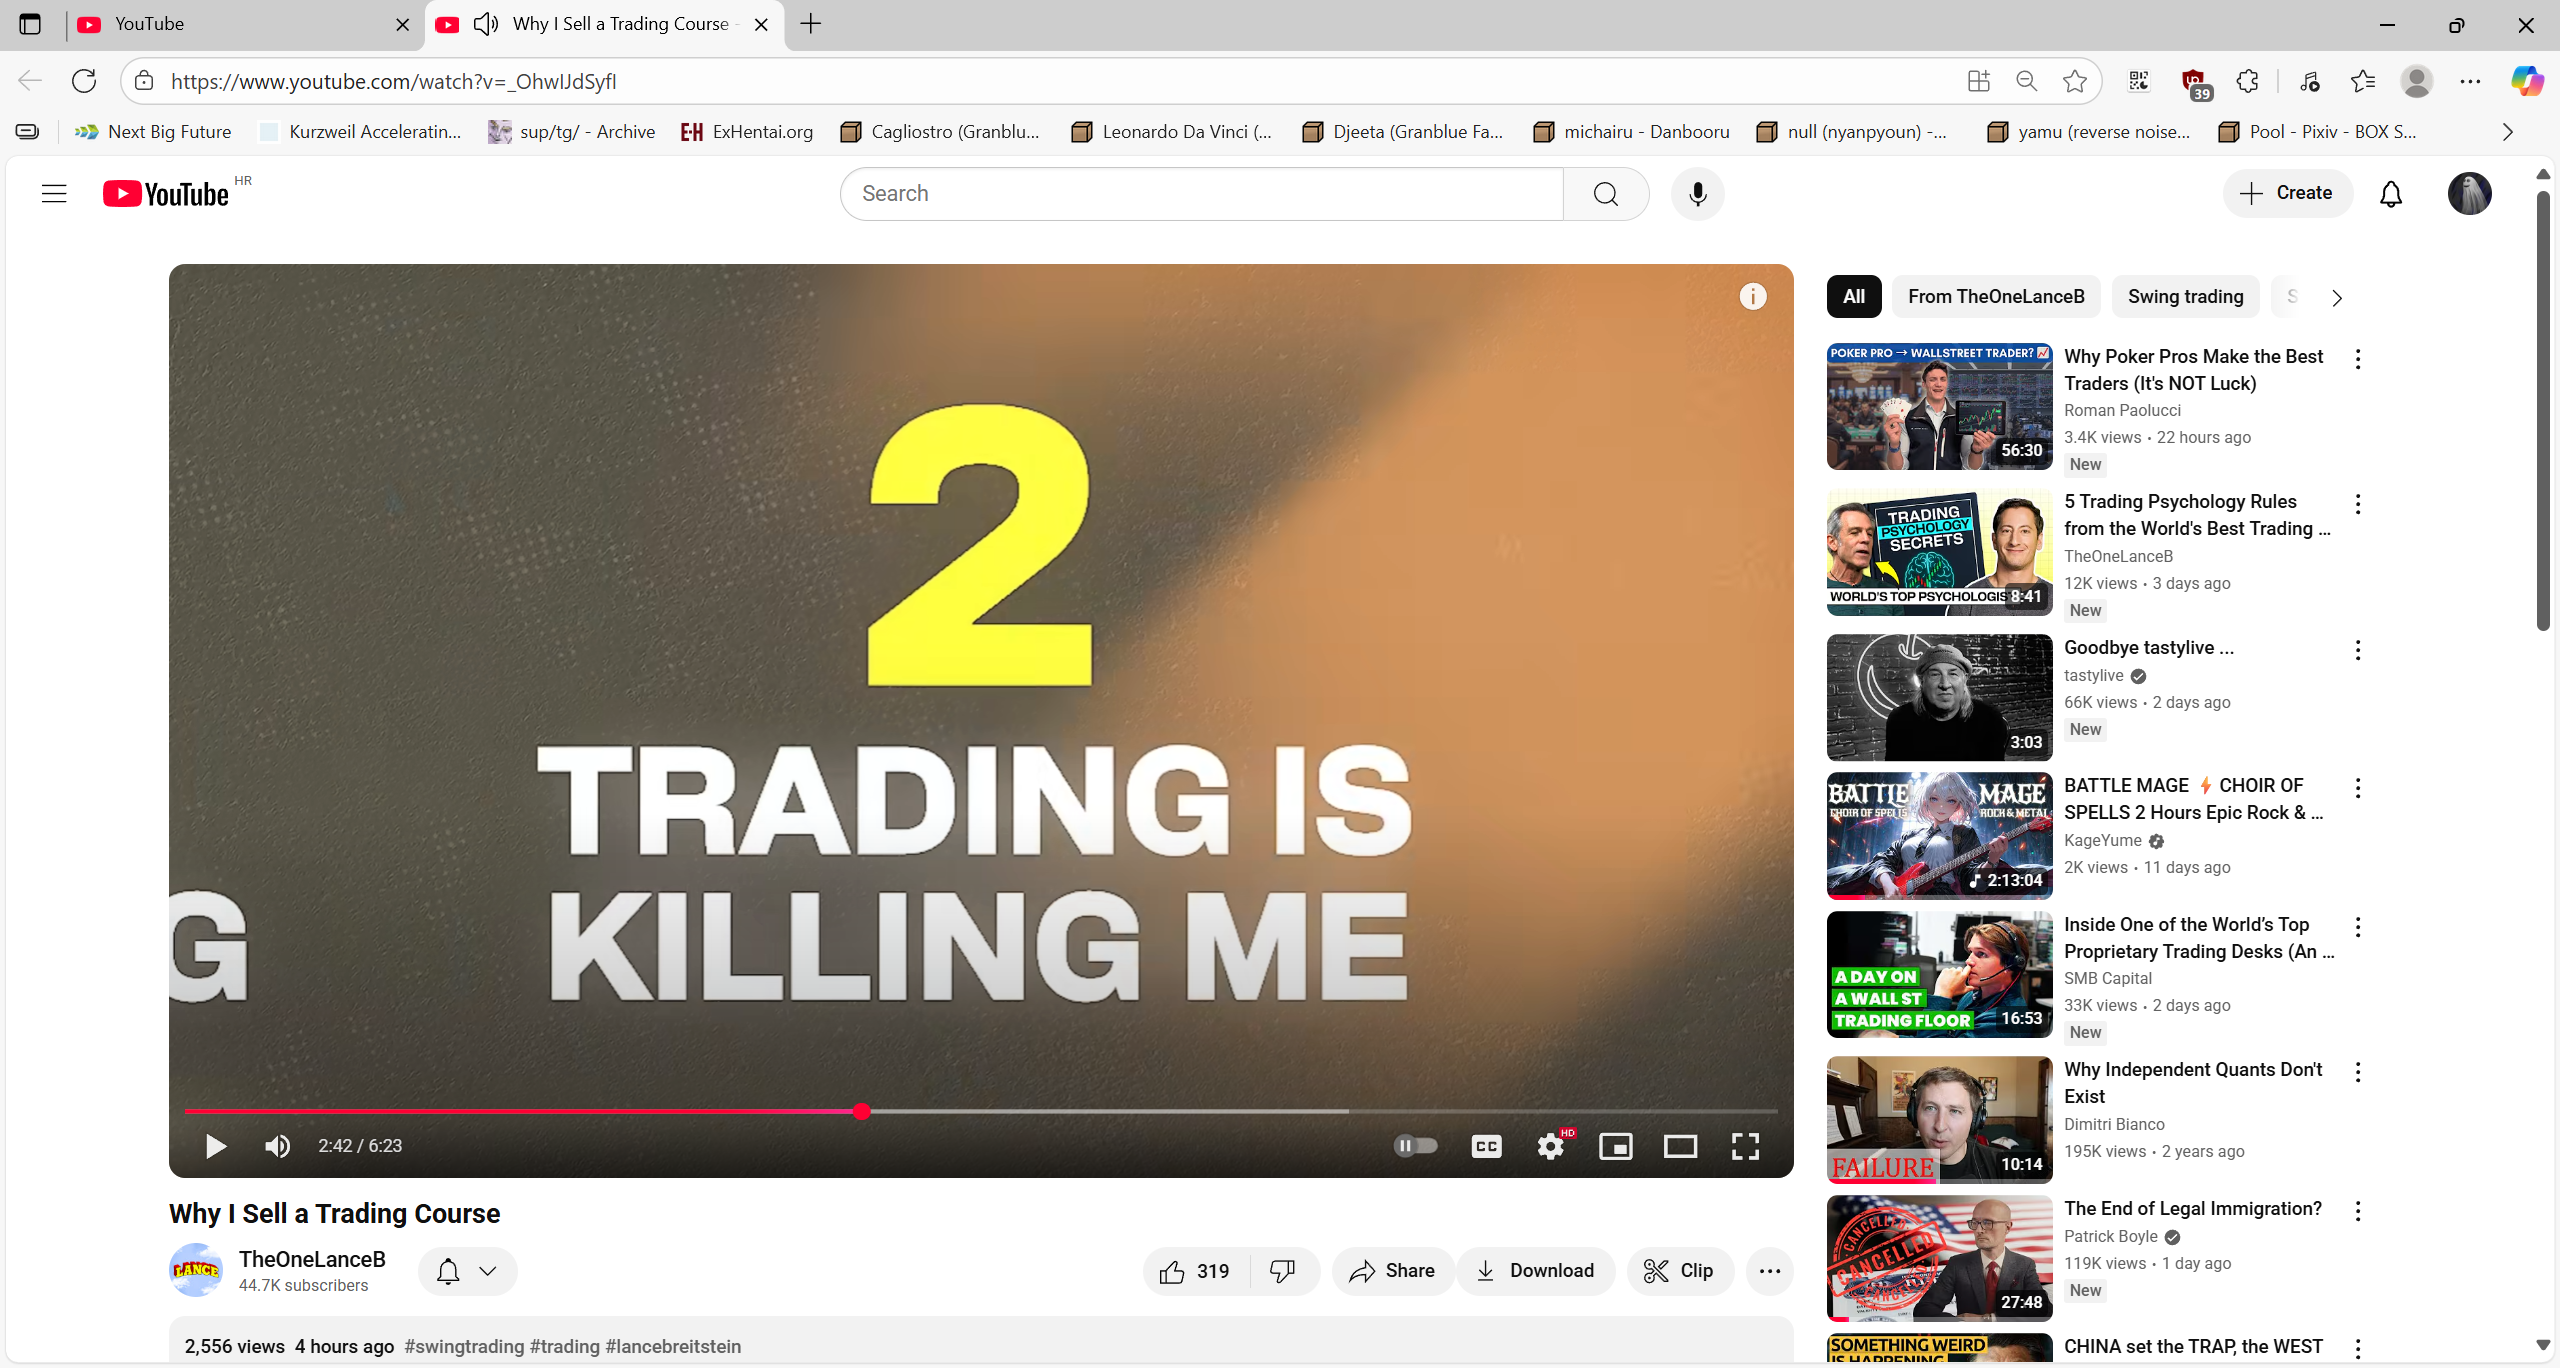 YouTube
Why I Sell a Trading Course -
https://www.youtube.com/watch?v=_OhwIJdSyfI
39
Next Big Future
Kurzweil Acceleratin...
sup/tg/ - Archive
E-H ExHentai.org
Cagliostro (Granblu...
Leonardo Da Vinci (...
Djeeta (Granblue Fa...
michairu - Danbooru
null (nyanpyoun) -...
yamu (reverse noise...
Pool - Pixiv - BOX S...
YouTube HR
Search
Create
2
TRADING IS
KILLING ME
G
2:42 / 6:23
CC
HD
Why I Sell a Trading Course
LANCE
TheOneLanceB
44.7K subscribers
319
Share
Download
Clip
2,556 views 4 hours ago #swingtrading #trading #lancebreitstein
All
From TheOneLanceB
Swing trading
S
POKER PRO → WALLSTREET TRADER?
56:30
Why Poker Pros Make the Best
Traders (It's NOT Luck)
Roman Paolucci
3.4K views • 22 hours ago
New
TRADING
PSYCHOLOGY
SECRETS
WORLD'S TOP PSYCHOLOGIS
8:41
5 Trading Psychology Rules
from the World's Best Trading ...
TheOneLanceB
12K views • 3 days ago
New
3:03
Goodbye tastylive ...
tastylive
66K views • 2 days ago
New
BATTLE MAGE
CHOIR OF SPELLS ROCK & METAL
2:13:04
BATTLE MAGE ⚡ CHOIR OF
SPELLS 2 Hours Epic Rock & ...
KageYume
2K views • 11 days ago
A DAY ON
A WALL ST
TRADING FLOOR
16:53
Inside One of the World’s Top
Proprietary Trading Desks (An ...
SMB Capital
33K views • 2 days ago
New
FAILURE
10:14
Why Independent Quants Don't
Exist
Dimitri Bianco
195K views • 2 years ago
CANCELLED
CANCELLED
27:48
The End of Legal Immigration?
Patrick Boyle
119K views • 1 day ago
New
SOMETHING WEIRD
IS HAPPENING
CHINA set the TRAP, the WEST